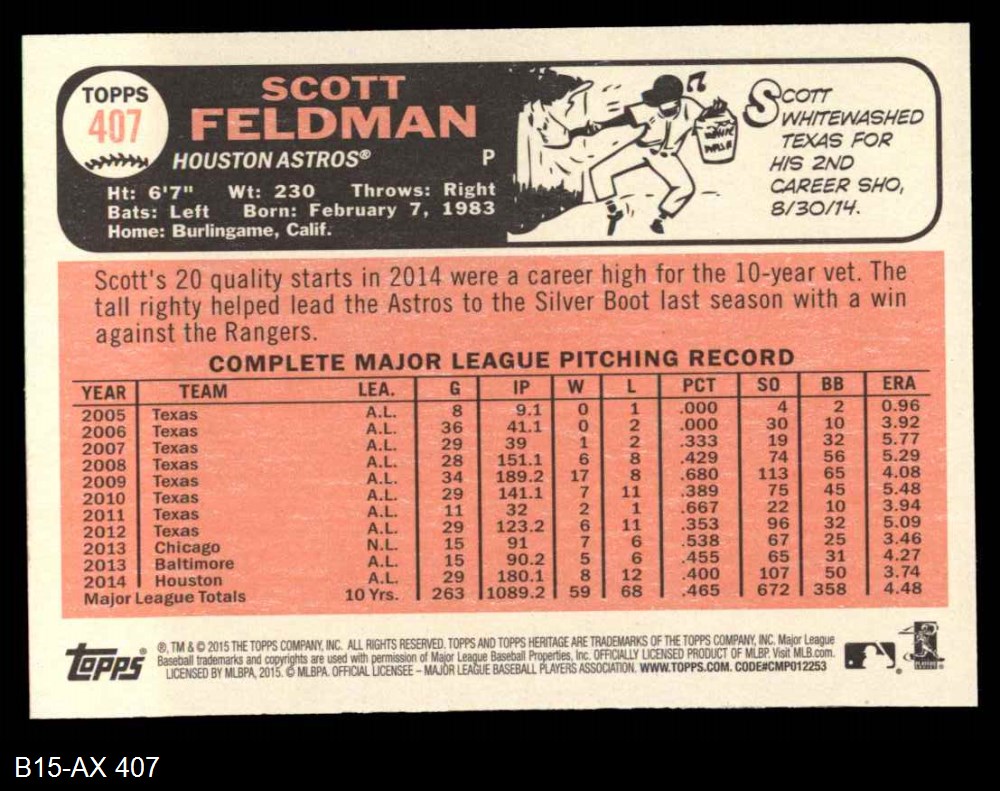 TOPPS
407
SCOTT
FELDMAN
HOUSTON ASTROS® P
Ht: 6'7" Wt: 230 Throws: Right
Bats: Left Born: February 7, 1983
Home: Burlingame, Calif.
WHITE
WASH
SCOTT
WHITEWASHED
TEXAS FOR
HIS 2ND
CAREER SHO,
8/30/14.
Scott's 20 quality starts in 2014 were a career high for the 10-year vet. The
tall righty helped lead the Astros to the Silver Boot last season with a win
against the Rangers.
COMPLETE MAJOR LEAGUE PITCHING RECORD
YEAR TEAM LEA. G IP W L PCT SO BB ERA
2005 Texas A.L. 8 9.1 0 1 .000 4 2 0.96
2006 Texas A.L. 36 41.1 0 2 .000 30 10 3.92
2007 Texas A.L. 29 39 1 2 .333 19 32 5.77
2008 Texas A.L. 28 151.1 6 8 .429 74 56 5.29
2009 Texas A.L. 34 189.2 17 8 .680 113 65 4.08
2010 Texas A.L. 29 141.1 7 11 .389 75 45 5.48
2011 Texas A.L. 11 32 2 1 .667 22 10 3.94
2012 Texas A.L. 29 123.2 6 11 .353 96 32 5.09
2013 Chicago N.L. 15 91 7 6 .538 67 25 3.46
2013 Baltimore A.L. 15 90.2 5 6 .455 65 31 4.27
2014 Houston A.L. 29 180.1 8 12 .400 107 50 3.74
Major League Totals 10 Yrs. 263 1089.2 59 68 .465 672 358 4.48
topps®
®, TM & © 2015 THE TOPPS COMPANY, INC. ALL RIGHTS RESERVED. TOPPS AND TOPPS HERITAGE ARE TRADEMARKS OF THE TOPPS COMPANY, INC. Major League
Baseball trademarks and copyrights are used with permission of Major League Baseball Properties, Inc. OFFICIALLY LICENSED PRODUCT OF MLBP. Visit MLB.com.
LICENSED BY MLBPA, 2015. © MLBPA. OFFICIAL LICENSEE – MAJOR LEAGUE BASEBALL PLAYERS ASSOCIATION. WWW.TOPPS.COM. CODE#CMP012253
B15-AX 407